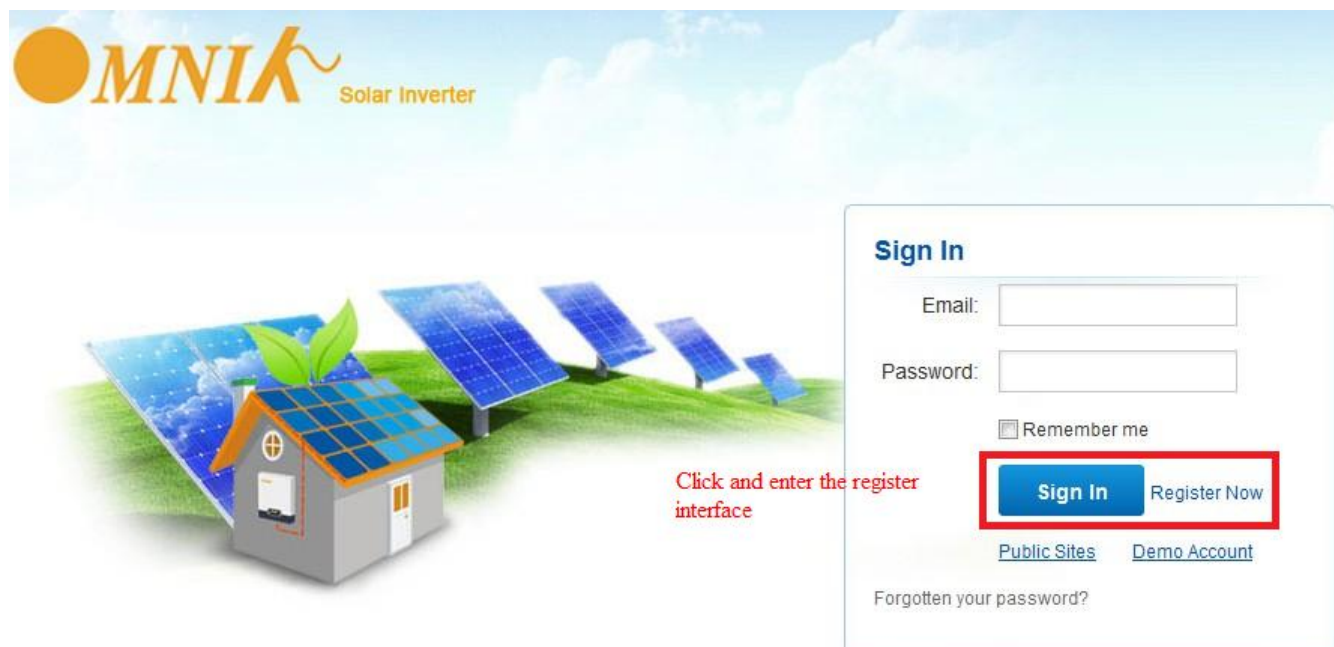 OMNIK
Solar Inverter
Sign In
Email:
Password:
Remember me
Click and enter the register
interface
Sign In Register Now
Public Sites Demo Account
Forgotten your password?